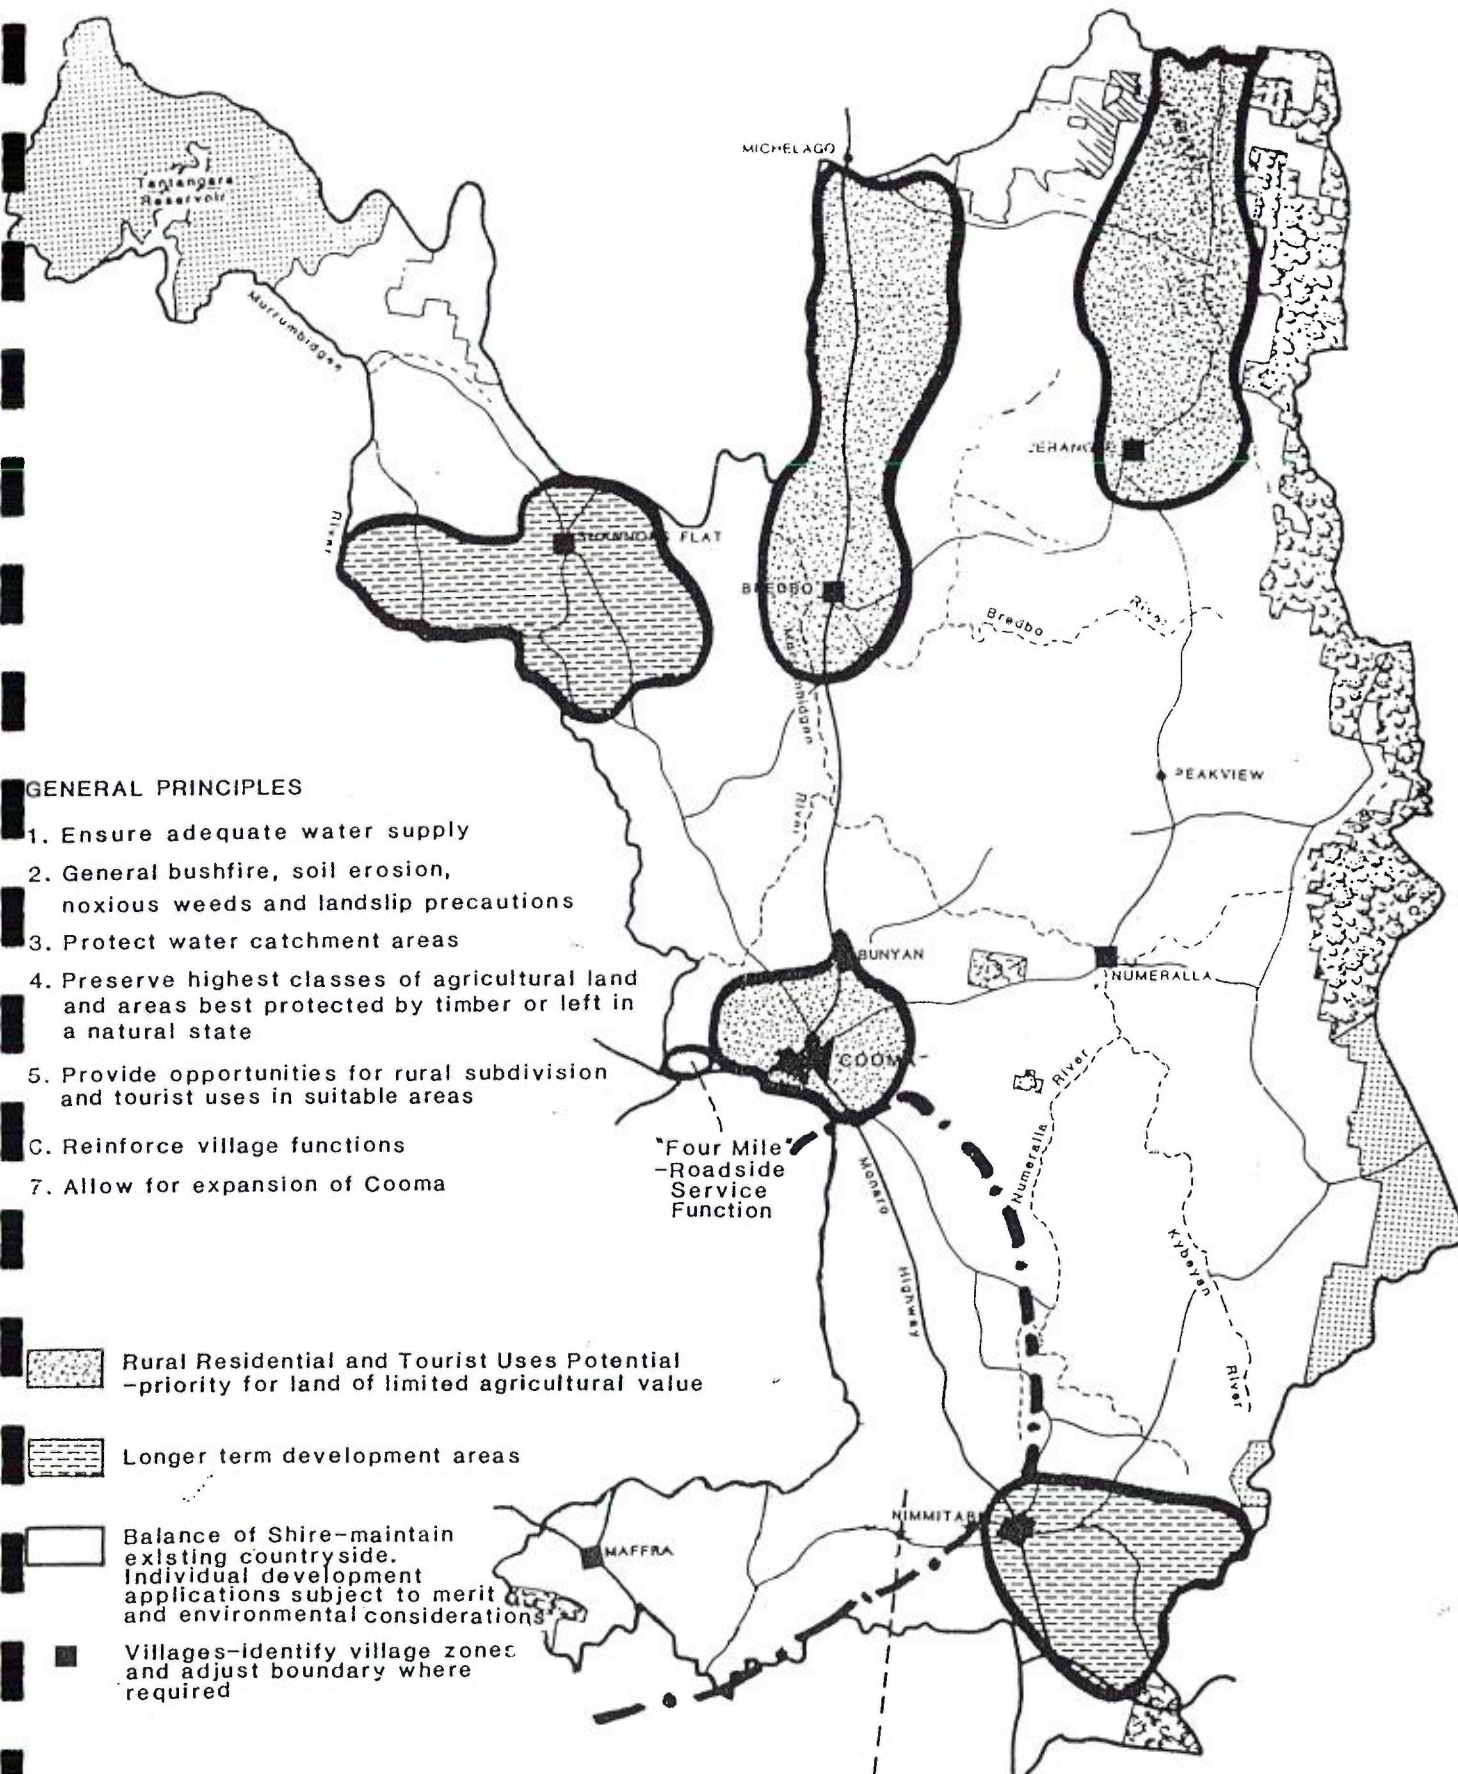 MICHELAGO
Tantangara
Reservoir
Murrumbidgee
River
FLAT
BREDBO
Bredbo
River
River
PEAKVIEW
BUNYAN
NUMERALLA
COOMA
River
Numeralla
"Four Mile"
-Roadside
Service
Function
Monaro
Highway
Kybeyan
River
MAFFRA
GENERAL PRINCIPLES
1. Ensure adequate water supply
2. General bushfire, soil erosion,
noxious weeds and landslip precautions
3. Protect water catchment areas
4. Preserve highest classes of agricultural land
and areas best protected by timber or left in
a natural state
5. Provide opportunities for rural subdivision
and tourist uses in suitable areas
C. Reinforce village functions
7. Allow for expansion of Cooma
Rural Residential and Tourist Uses Potential
-priority for land of limited agricultural value
Longer term development areas
Balance of Shire-maintain
existing countryside.
Individual development
applications subject to merit
and environmental considerations
Villages-identify village zones
and adjust boundary where
required